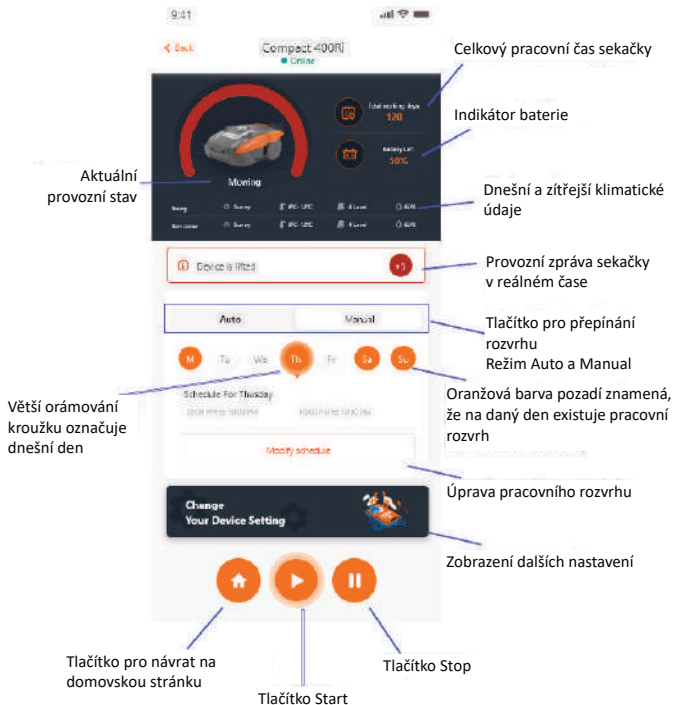 9:41
Back
Compact 400Ri
Online
Celkový pracovní čas sekačky
Total working days
120
Indikátor baterie
Battery Left
50%
Aktuální
provozní stav
Mowing
Dnešní a zítřejší klimatické
údaje
Sunny
Sunny
Device is lifted
+3
Provozní zpráva sekačky
v reálném čase
Auto
Manual
Tlačítko pro přepínání
rozvrhu
Režim Auto a Manual
M
Tu
We
Th
Fr
Sa
Su
Oranžová barva pozadí znamená,
že na daný den existuje pracovní
rozvrh
Větší orámování
kroužku označuje
dnešní den
Schedule For Thusday
Modify schedule
Úprava pracovního rozvrhu
Change
Your Device Setting
Zobrazení dalších nastavení
Tlačítko pro návrat na
domovskou stránku
Tlačítko Stop
Tlačítko Start